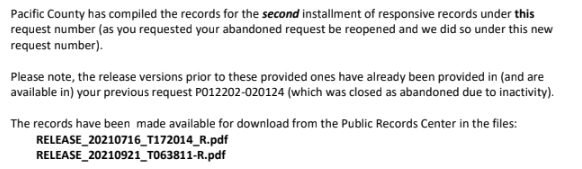 Pacific County has compiled the records for the second installment of responsive records under this
request number (as you requested your abandoned request be reopened and we did so under this new
request number).
Please note, the release versions prior to these provided ones have already been provided in (and are
available in) your previous request P012202-020124 (which was closed as abandoned due to inactivity).
The records have been made available for download from the Public Records Center in the files:
RELEASE_20210716_T172014_R.pdf
RELEASE_20210921_T063811-R.pdf